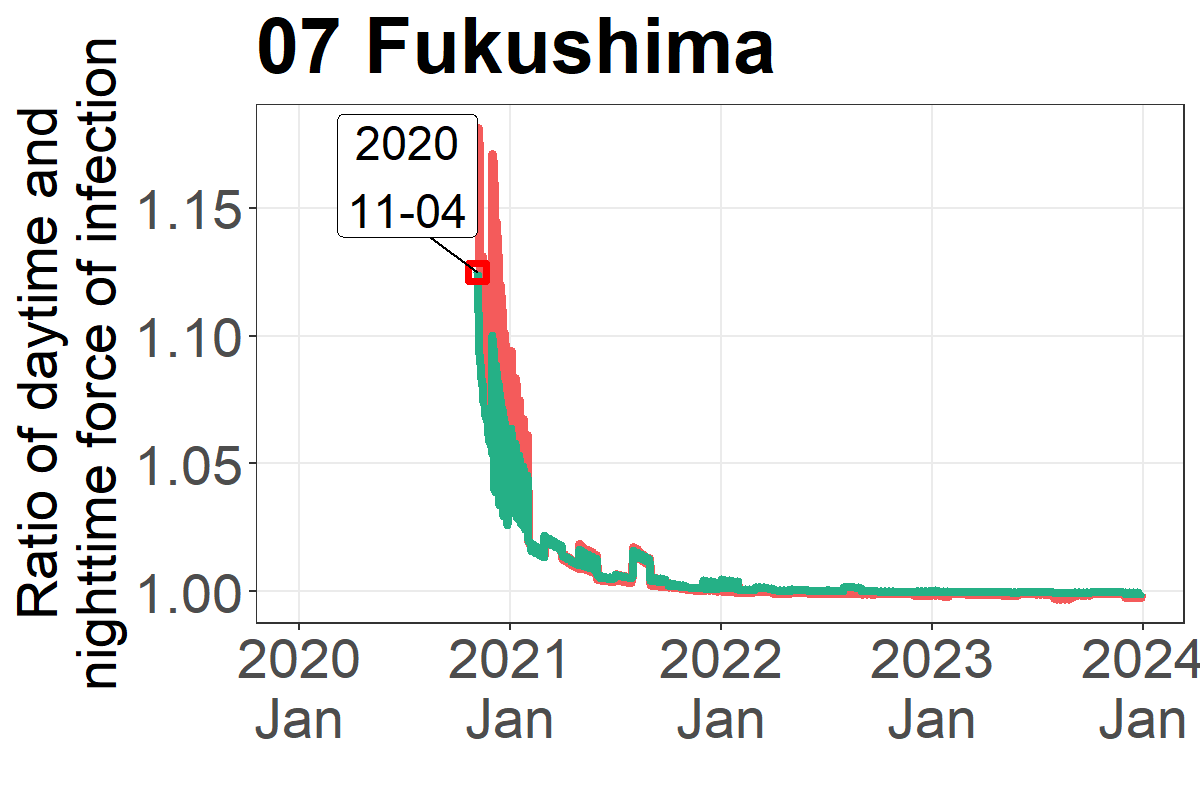 07 Fukushima
Ratio of daytime and
nighttime force of infection
1.15
1.10
1.05
1.00
2020
11-04
2020
Jan
2021
Jan
2022
Jan
2023
Jan
2024
Jan